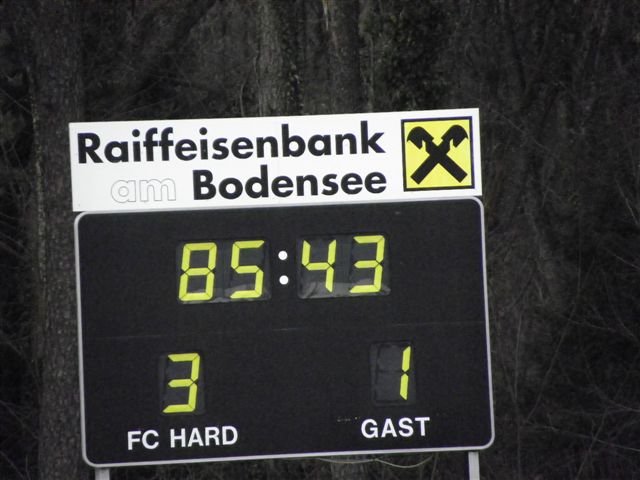 Raiffeisenbank
am Bodensee
85:43
3 1
FC HARD GAST